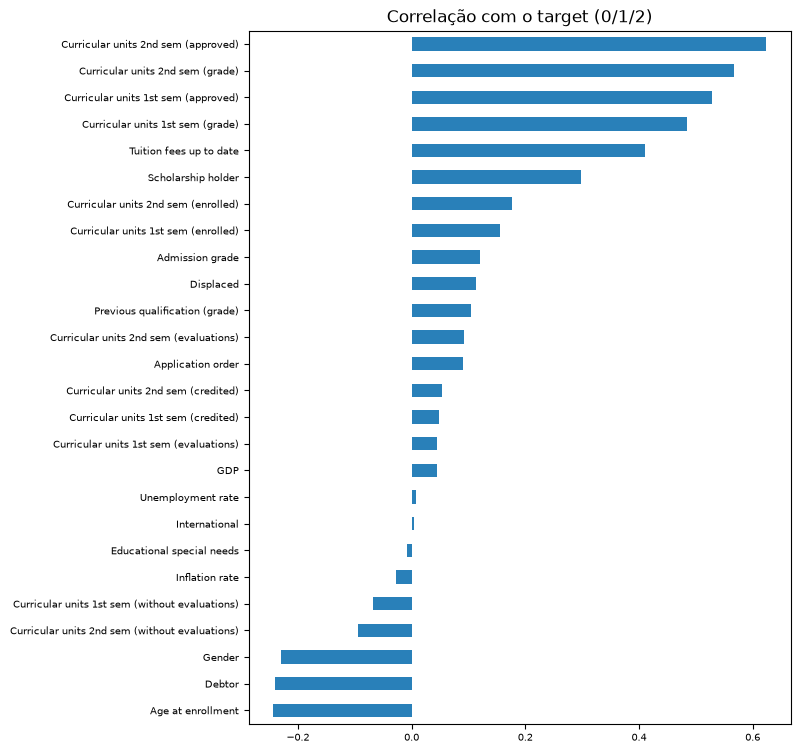 Correlação com o target (0/1/2)
Curricular units 2nd sem (approved)
Curricular units 2nd sem (grade)
Curricular units 1st sem (approved)
Curricular units 1st sem (grade)
Tuition fees up to date
Scholarship holder
Curricular units 2nd sem (enrolled)
Curricular units 1st sem (enrolled)
Admission grade
Displaced
Previous qualification (grade)
Curricular units 2nd sem (evaluations)
Application order
Curricular units 2nd sem (credited)
Curricular units 1st sem (credited)
Curricular units 1st sem (evaluations)
GDP
Unemployment rate
International
Educational special needs
Inflation rate
Curricular units 1st sem (without evaluations)
Curricular units 2nd sem (without evaluations)
Gender
Debtor
Age at enrollment
−0.2 0.0 0.2 0.4 0.6